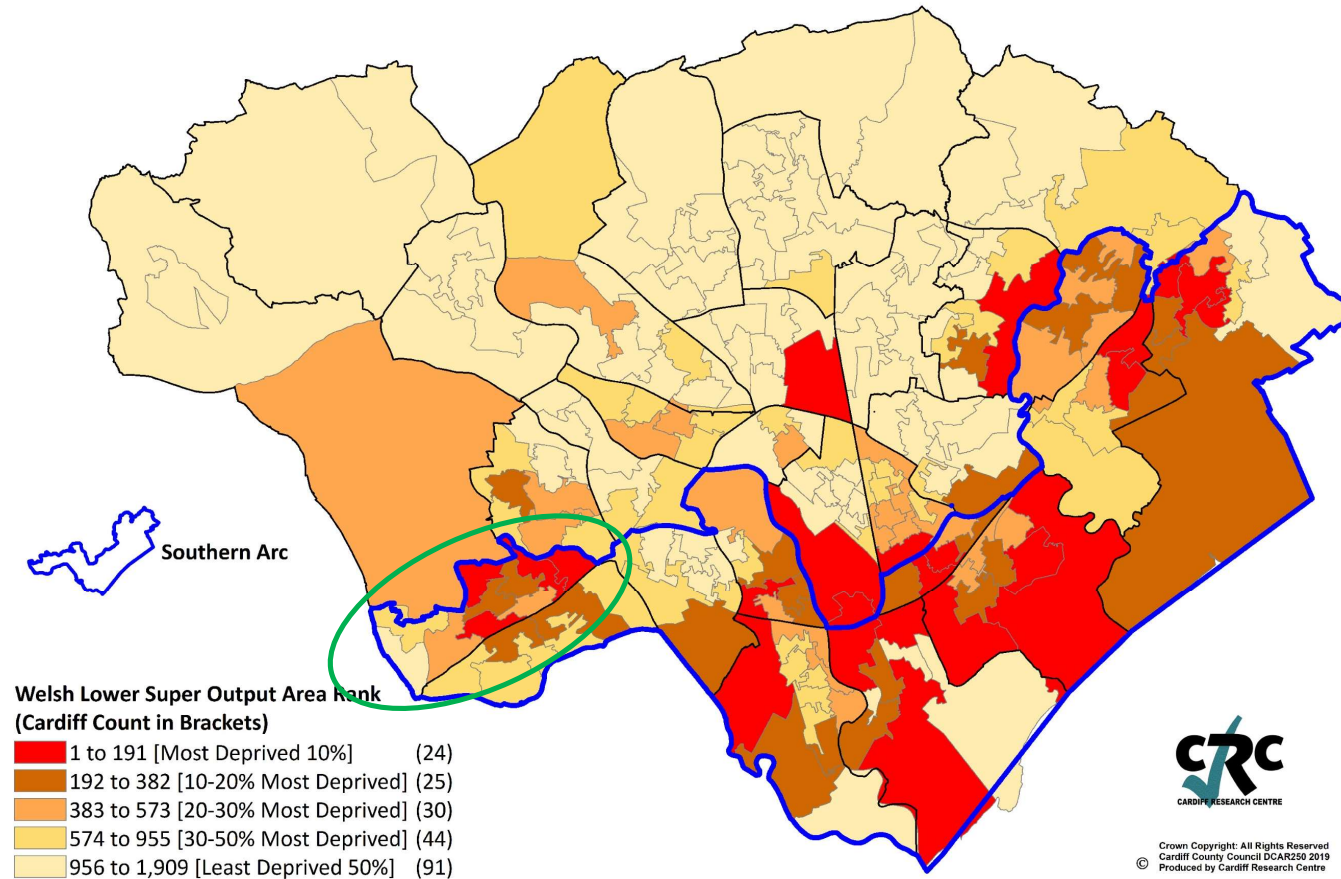 Southern Arc
Welsh Lower Super Output Area Rank
(Cardiff Count in Brackets)
1 to 191 [Most Deprived 10%] (24)
192 to 382 [10-20% Most Deprived] (25)
383 to 573 [20-30% Most Deprived] (30)
574 to 955 [30-50% Most Deprived] (44)
956 to 1,909 [Least Deprived 50%] (91)
CRC
CARDIFF RESEARCH CENTRE
Crown Copyright: All Rights Reserved
Cardiff County Council DCAR250 2019
© Produced by Cardiff Research Centre